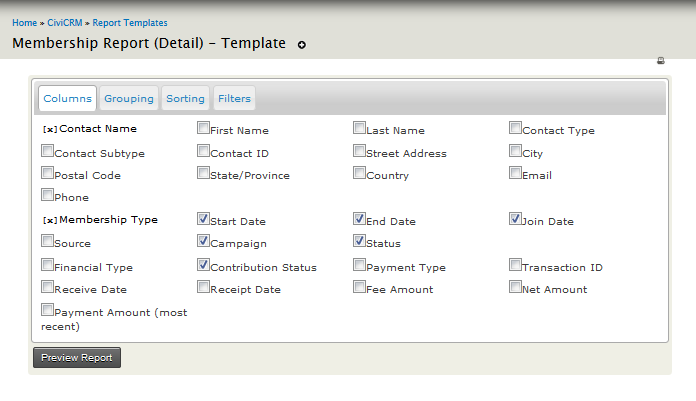 Home » CiviCRM » Report Templates
Membership Report (Detail) - Template
Columns Grouping Sorting Filters
[x] Contact Name First Name Last Name Contact Type
Contact Subtype Contact ID Street Address City
Postal Code State/Province Country Email
Phone
[x] Membership Type Start Date End Date Join Date
Source Campaign Status
Financial Type Contribution Status Payment Type Transaction ID
Receive Date Receipt Date Fee Amount Net Amount
Payment Amount (most
recent)
Preview Report